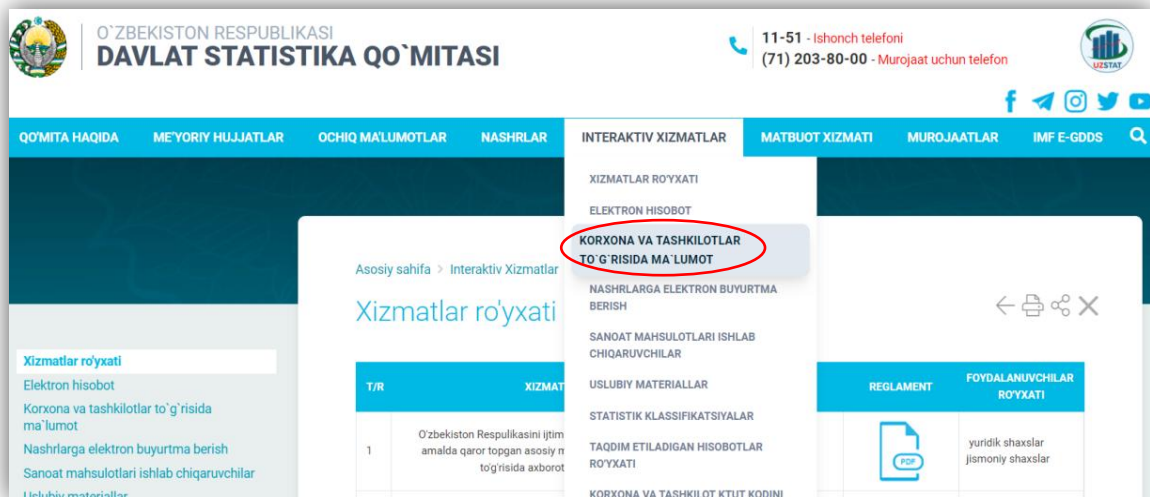 O`ZBEKISTON RESPUBLIKASI
DAVLAT STATISTIKA QO`MITASI
11-51 - Ishonch telefoni
(71) 203-80-00 - Murojaat uchun telefon
UZSTAT
QO'MITA HAQIDA ME'YORIY HUJJATLAR OCHIQ MA'LUMOTLAR NASHRLAR INTERAKTIV XIZMATLAR MATBUOT XIZMATI MUROJAATLAR IMF E-GDDS
XIZMATLAR RO'YXATI
ELEKTRON HISOBOT
KORXONA VA TASHKILOTLAR
TO`G`RISIDA MA`LUMOT
NASHRLARGA ELEKTRON BUYURTMA
BERISH
SANOAT MAHSULOTLARI ISHLAB
CHIQARUVCHILAR
USLUBIY MATERIALLAR
STATISTIK KLASSIFIKATSIYALAR
TAQDIM ETILADIGAN HISOBOTLAR
RO'YXATI
KORXONA VA TASHKILOT KTUT KODINI
Asosiy sahifa > Interaktiv Xizmatlar
Xizmatlar ro'yxati
Xizmatlar ro'yxati
Elektron hisobot
Korxona va tashkilotlar to`g`risida
ma`lumot
Nashrlarga elektron buyurtma berish
Sanoat mahsulotlari ishlab chiqaruvchilar
Uslubiy materiallar
T/R XIZMAT REGLAMENT FOYDALANUVCHILAR
RO'YXATI
1 O'zbekiston Respulikasini ijtim
amalda qaror topgan asosiy m
to'g'risida axborot
PDF
yuridik shaxslar
jismoniy shaxslar